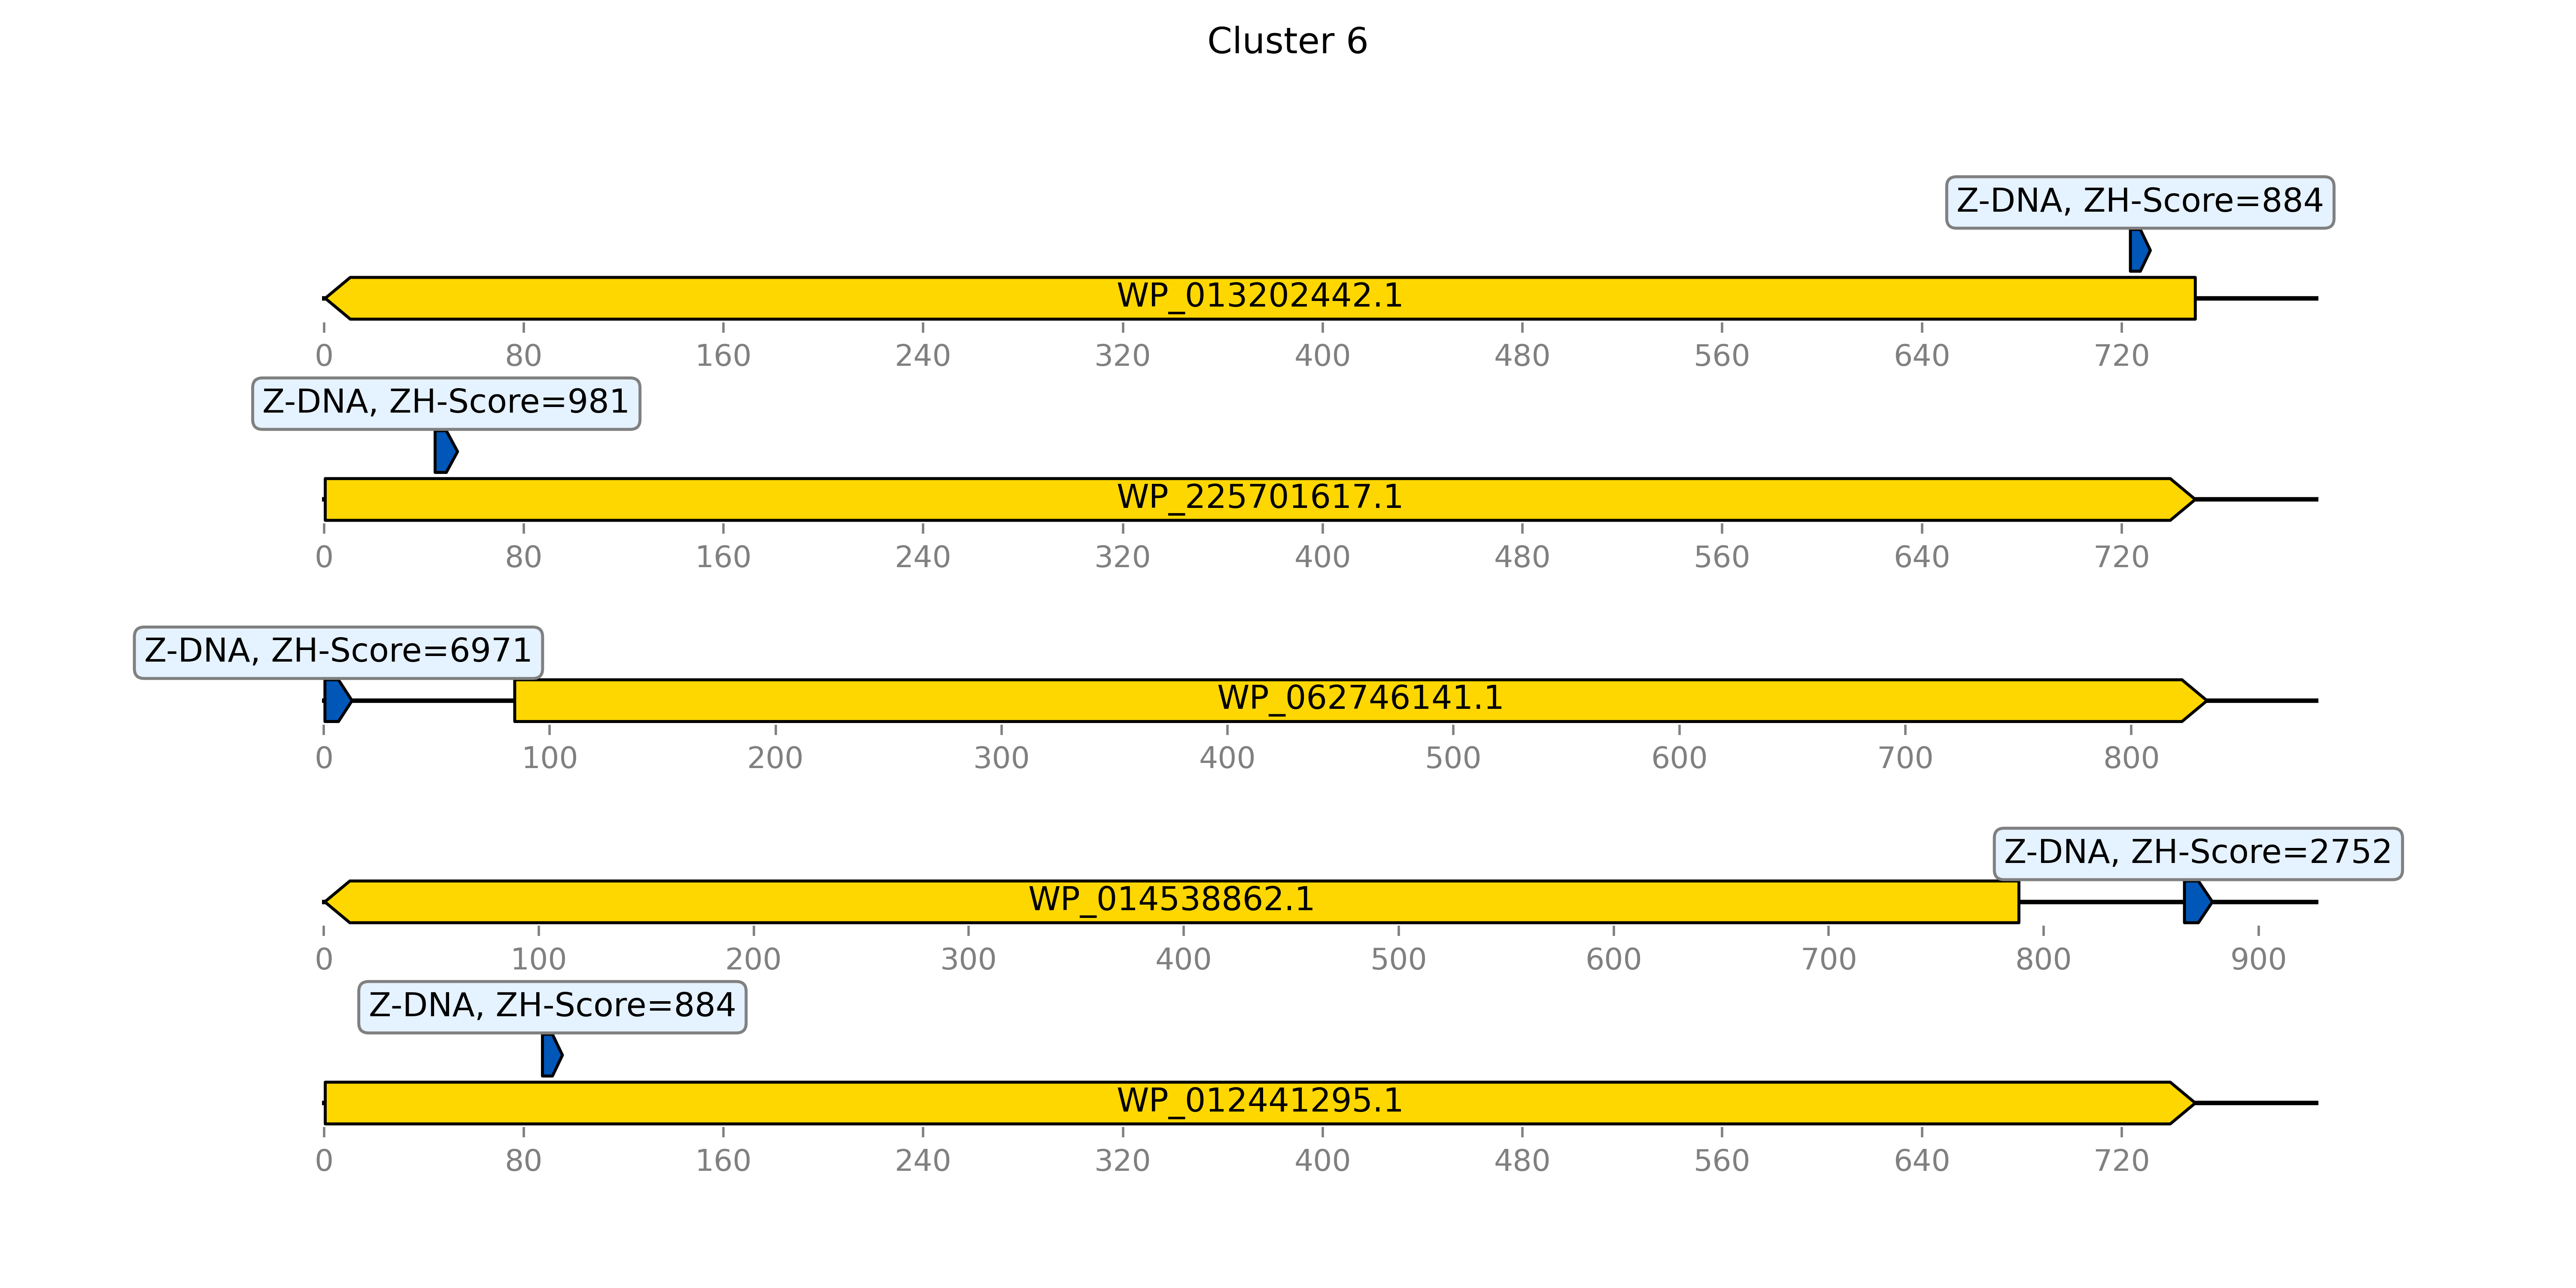 Cluster 6
Z-DNA, ZH-Score=884
WP_013202442.1
0 80 160 240 320 400 480 560 640 720
Z-DNA, ZH-Score=981
WP_225701617.1
0 80 160 240 320 400 480 560 640 720
Z-DNA, ZH-Score=6971
WP_062746141.1
0 100 200 300 400 500 600 700 800
Z-DNA, ZH-Score=2752
WP_014538862.1
0 100 200 300 400 500 600 700 800 900
Z-DNA, ZH-Score=884
WP_012441295.1
0 80 160 240 320 400 480 560 640 720